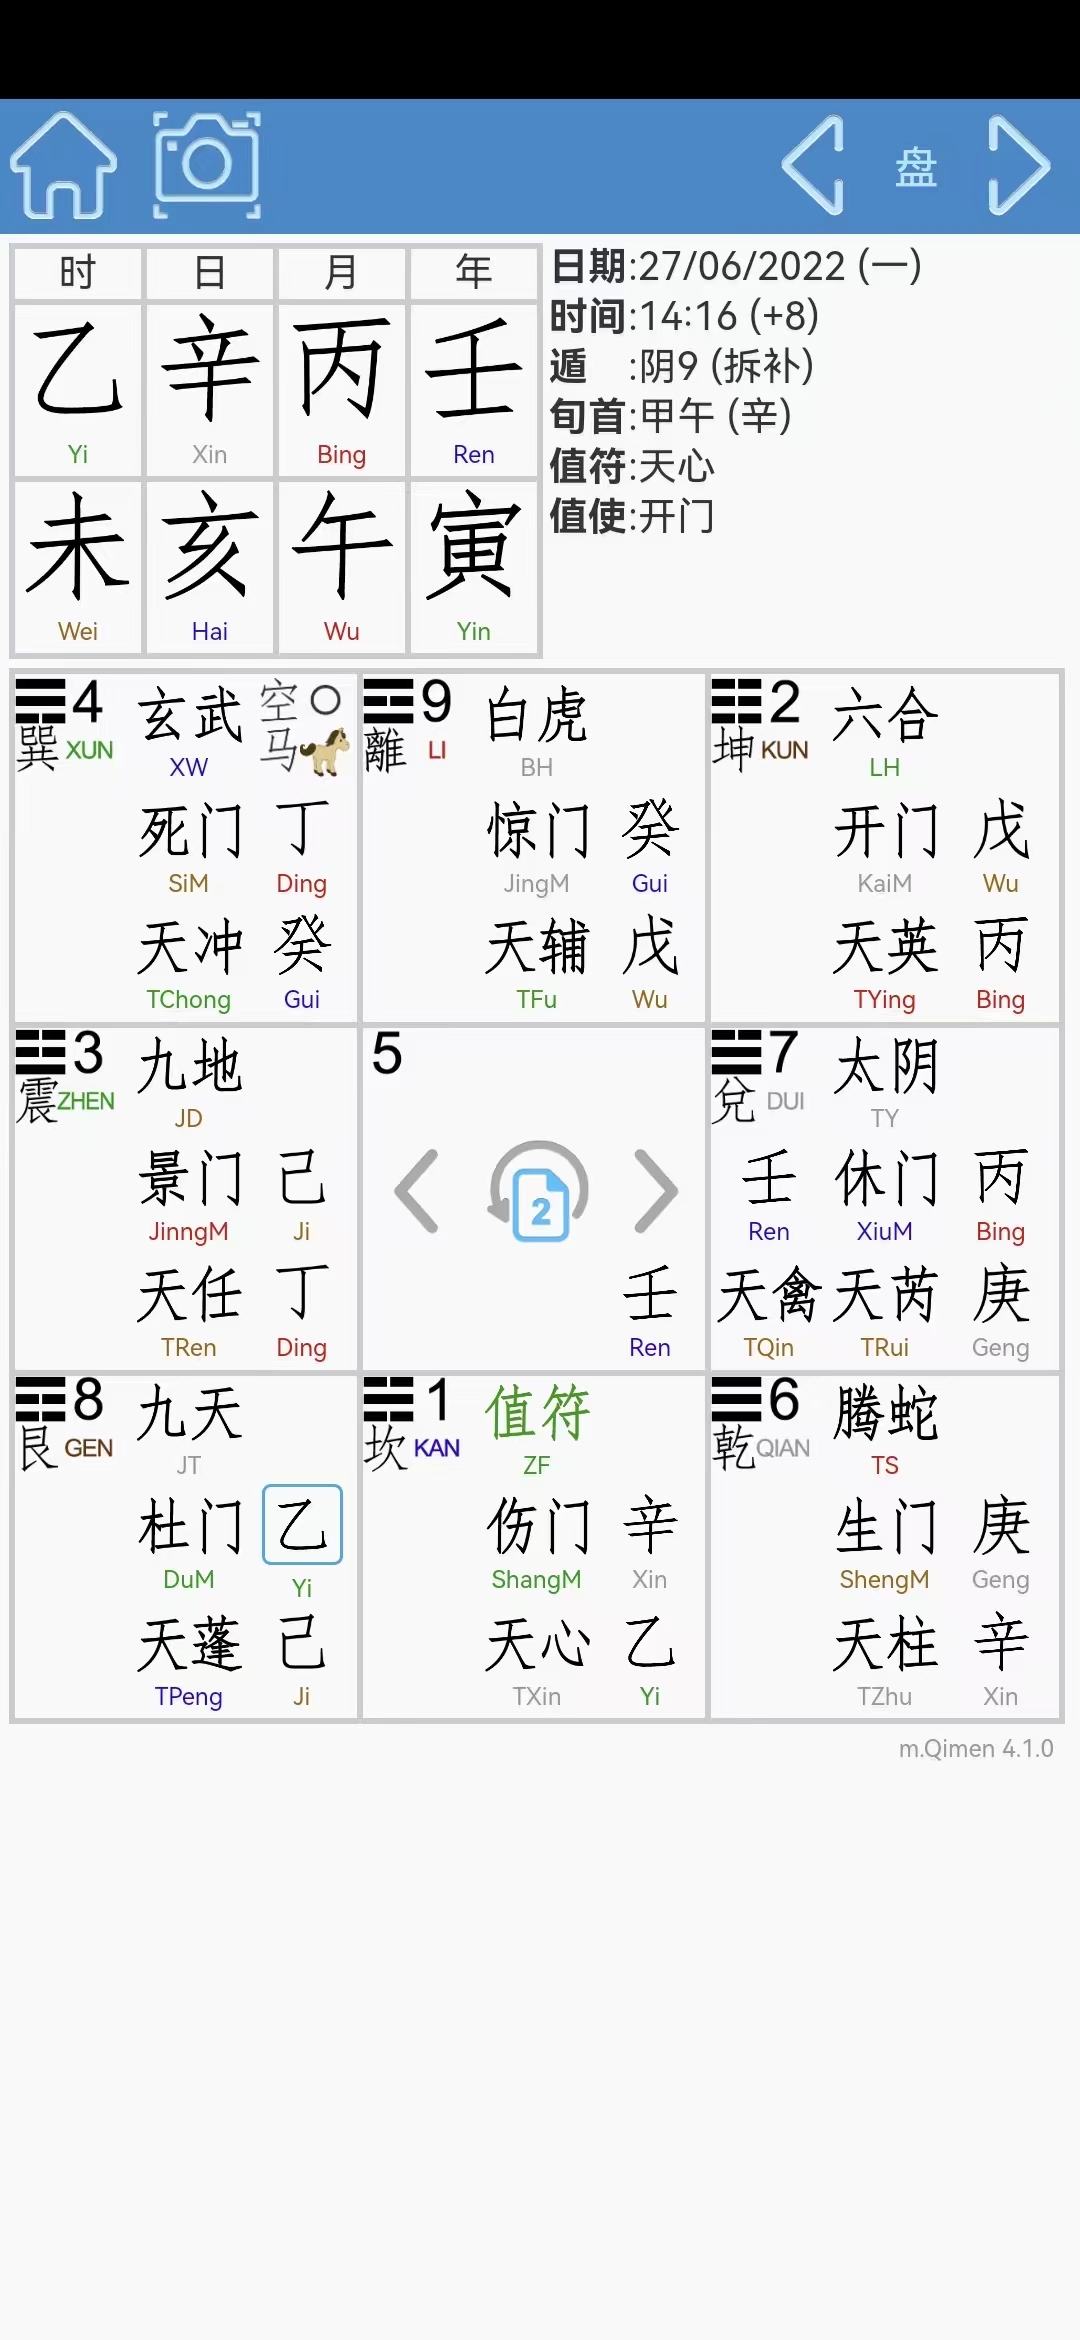 盘
时 日 月 年
乙 辛 丙 壬
Yi Xin Bing Ren
未 亥 午 寅
Wei Hai Wu Yin
日期:27/06/2022 (一)
时间:14:16 (+8)
遁 :阴9 (拆补)
旬首:甲午 (辛)
值符:天心
值使:开门
4 玄武 空 ○
巽 XUN XW 马
死门 丁
SiM Ding
天冲 癸
TChong Gui
9 白虎
離 LI BH
惊门 癸
JingM Gui
天辅 戊
TFu Wu
2 六合
坤 KUN LH
开门 戊
KaiM Wu
天英 丙
TYing Bing
3 九地
震 ZHEN JD
景门 己
JinngM Ji
天任 丁
TRen Ding
5
2
壬
Ren
7 太阴
兌 DUI TY
壬 休门 丙
Ren XiuM Bing
天禽 天芮 庚
TQin TRui Geng
8 九天
艮 GEN JT
杜门 乙
DuM Yi
天蓬 己
TPeng Ji
1 值符
坎 KAN ZF
伤门 辛
ShangM Xin
天心 乙
TXin Yi
6 腾蛇
乾 QIAN TS
生门 庚
ShengM Geng
天柱 辛
TZhu Xin
m.Qimen 4.1.0